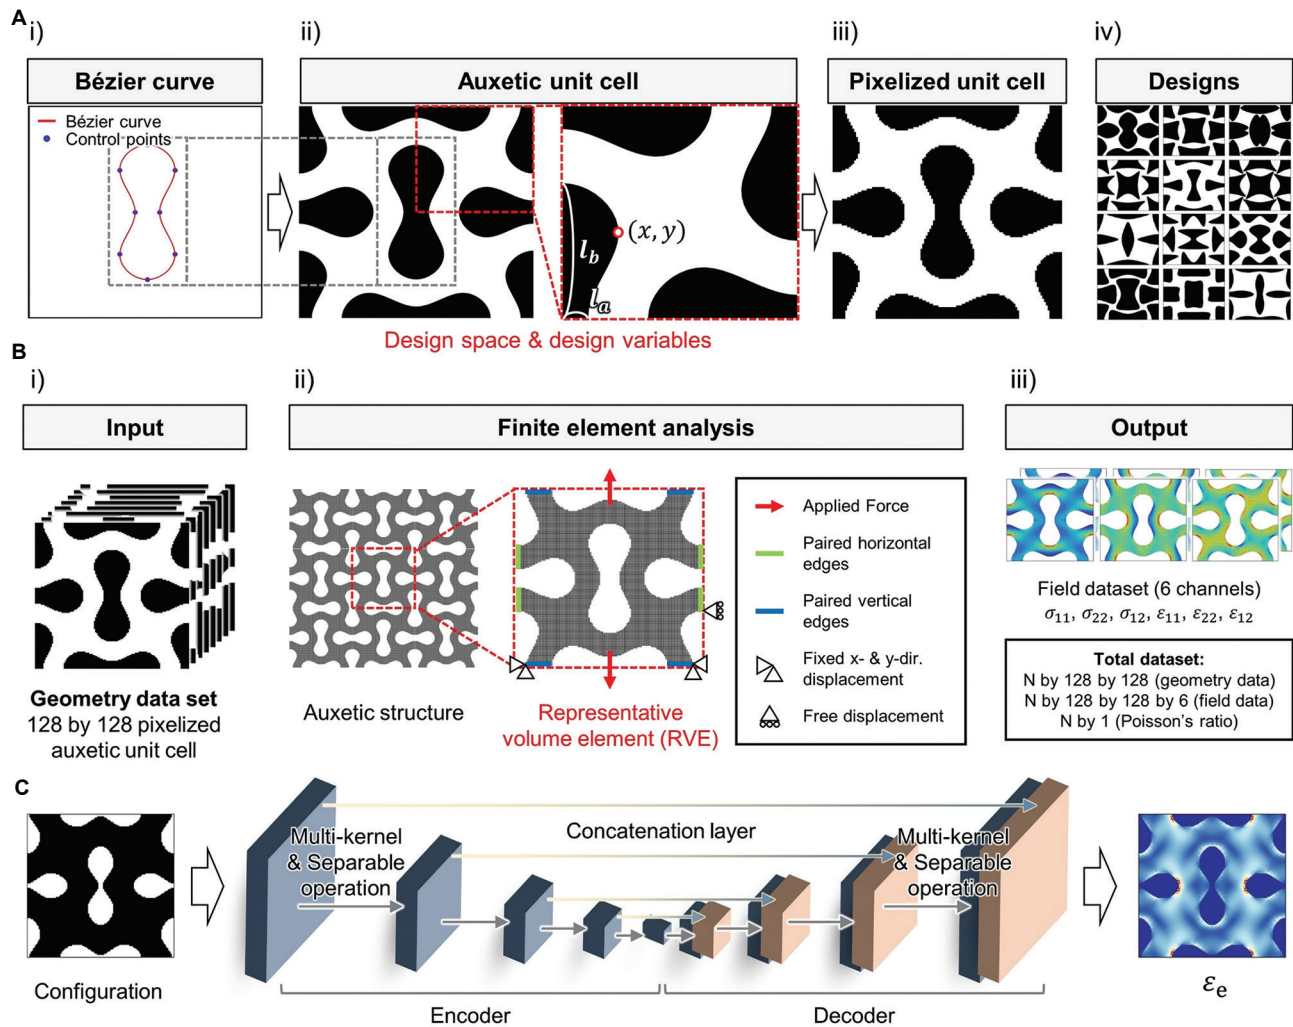 A
i)
Bézier curve
Bézier curve
Control points
ii)
Auxetic unit cell
(x, y)
l_b
l_a
Design space & design variables
iii)
Pixelized unit cell
iv)
Designs
B
i)
Input
Geometry data set
128 by 128 pixelized
auxetic unit cell
ii)
Finite element analysis
Auxetic structure
Representative
volume element (RVE)
Applied Force
Paired horizontal
edges
Paired vertical
edges
Fixed x- & y-dir.
displacement
Free displacement
iii)
Output
Field dataset (6 channels)
σ₁₁, σ₂₂, σ₁₂, ε₁₁, ε₂₂, ε₁₂
Total dataset:
N by 128 by 128 (geometry data)
N by 128 by 128 by 6 (field data)
N by 1 (Poisson's ratio)
C
Configuration
Multi-kernel
& Separable
operation
Concatenation layer
Multi-kernel
& Separable
operation
Encoder
Decoder
εₑ